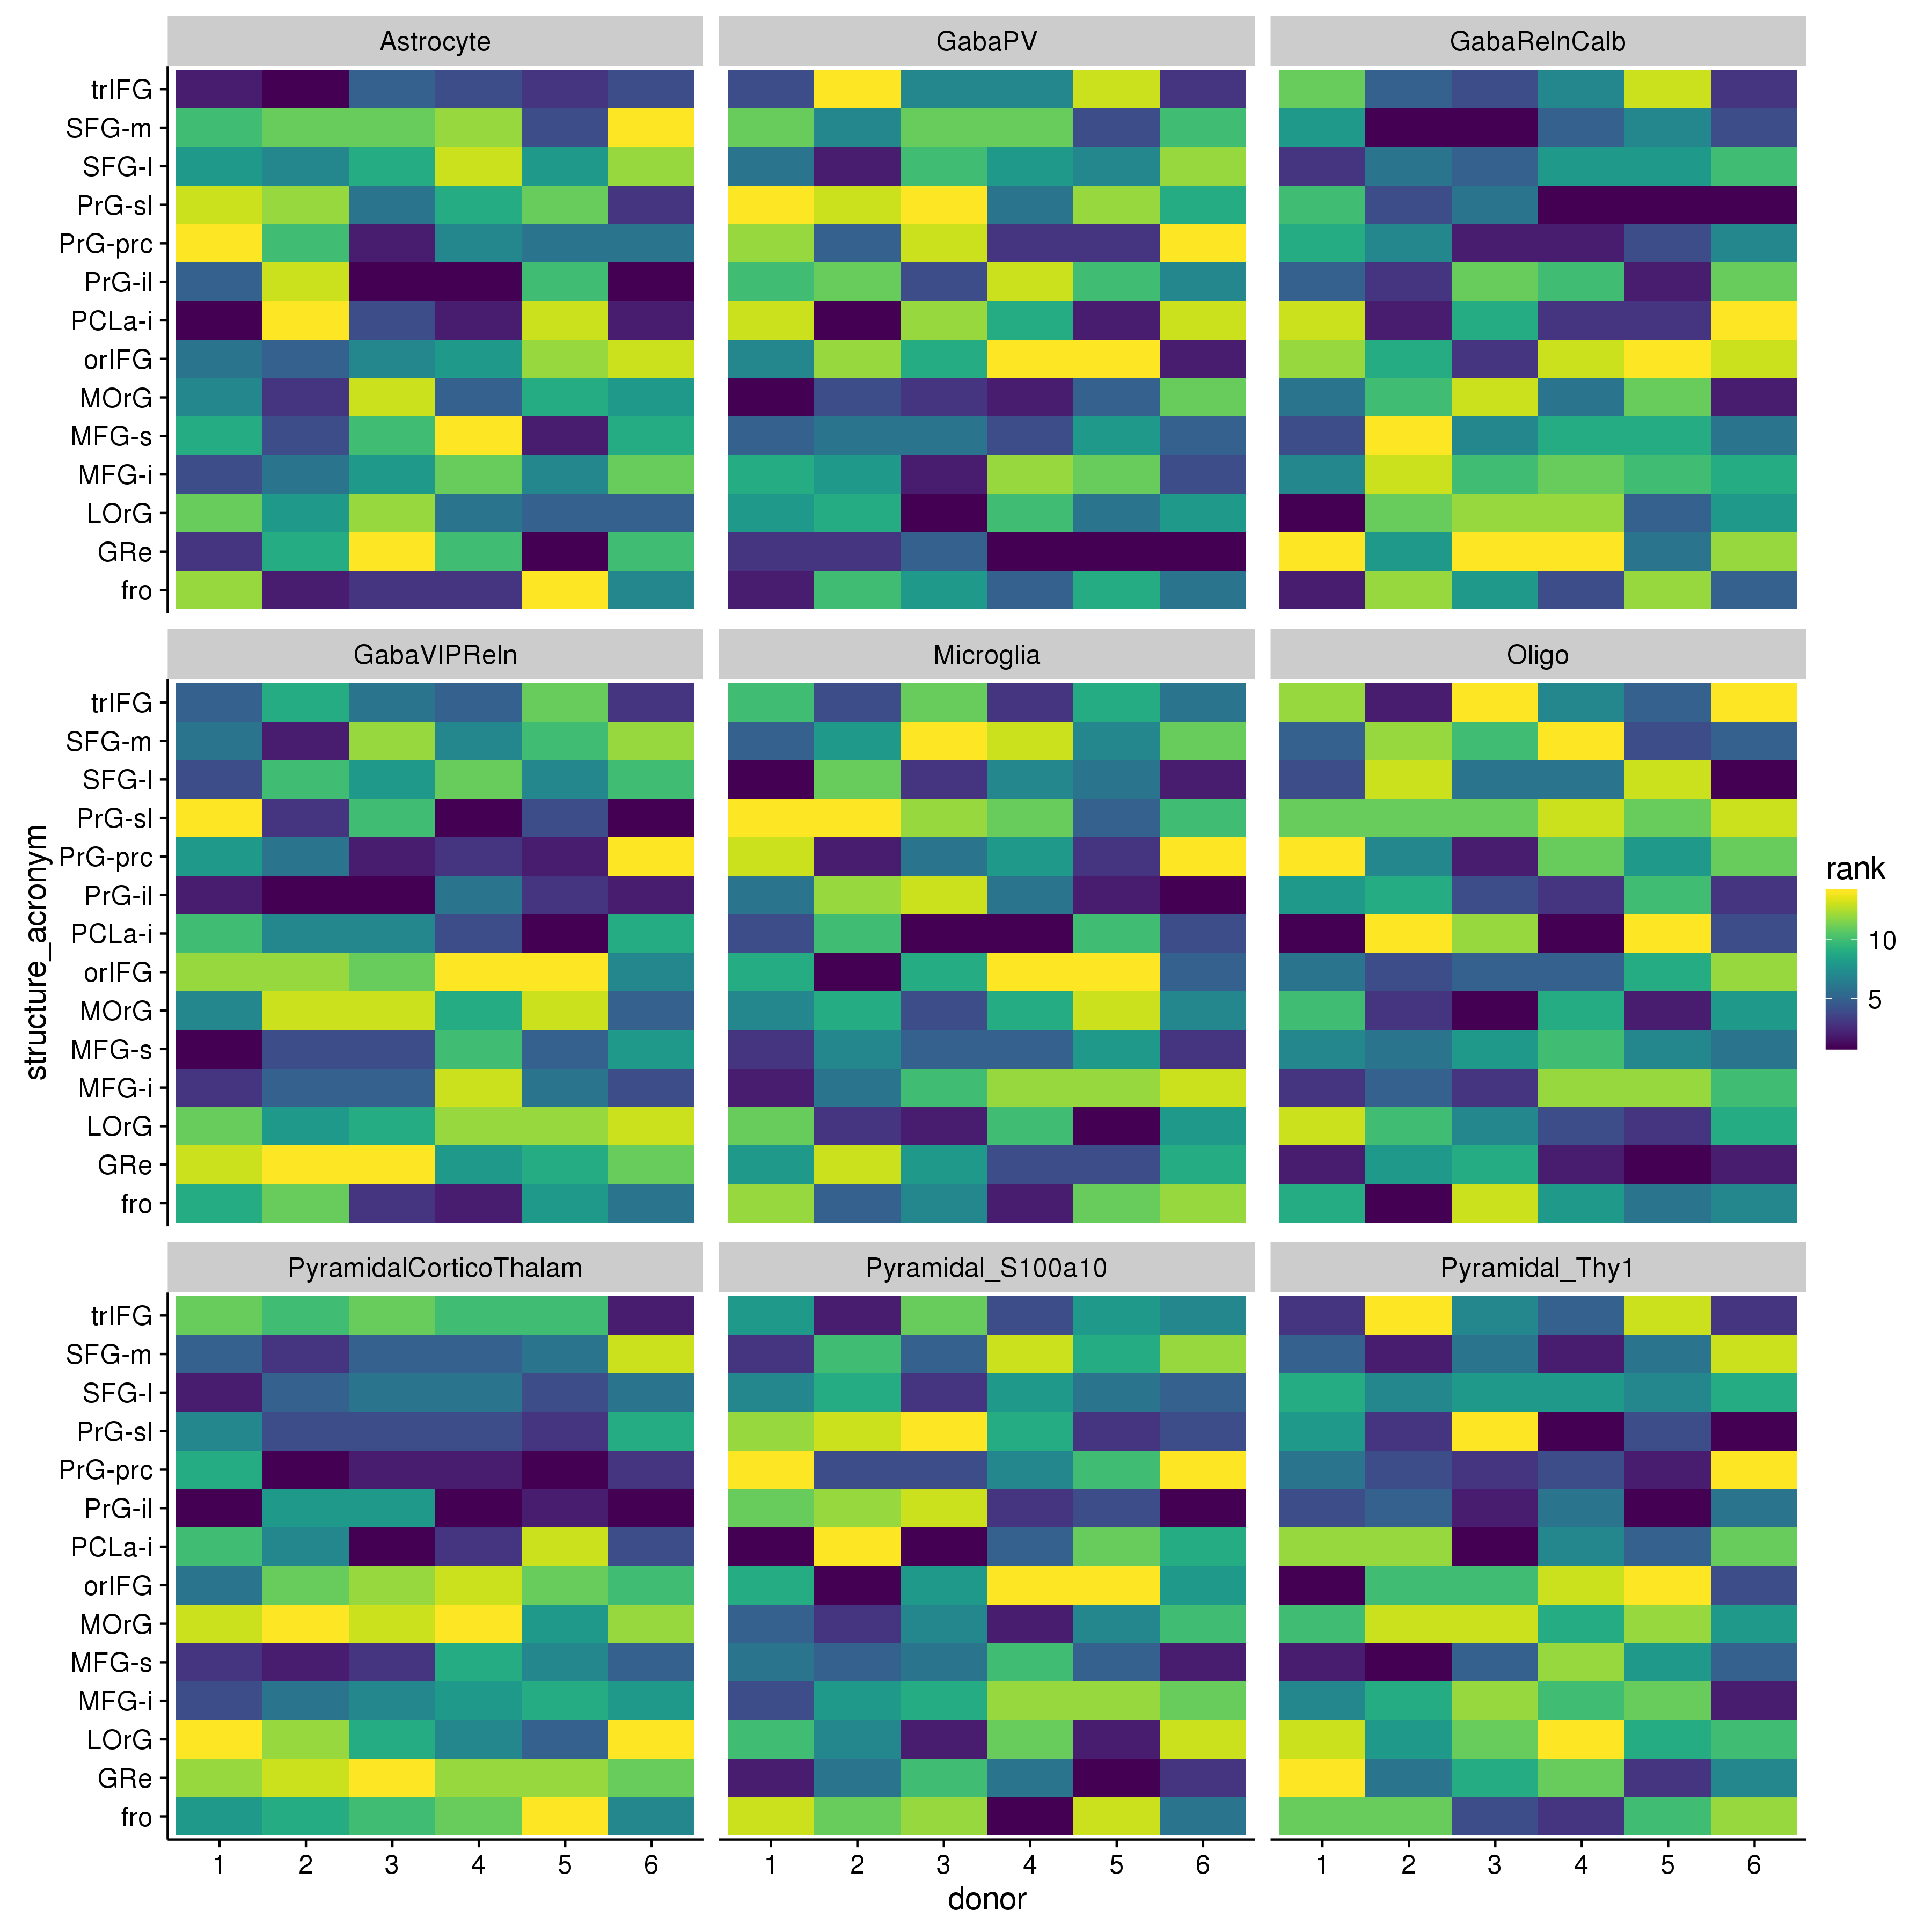 Astrocyte GabaPV GabaRelnCalb
trIFG
SFG-m
SFG-l
PrG-sl
PrG-prc
PrG-il
PCLa-i
orIFG
MOrG
MFG-s
MFG-i
LOrG
GRe
fro
GabaVIPReln Microglia Oligo
trIFG
SFG-m
SFG-l
PrG-sl
PrG-prc
PrG-il
PCLa-i
orIFG
MOrG
MFG-s
MFG-i
LOrG
GRe
fro
structure_acronym
rank
10
5
PyramidalCorticoThalam Pyramidal_S100a10 Pyramidal_Thy1
trIFG
SFG-m
SFG-l
PrG-sl
PrG-prc
PrG-il
PCLa-i
orIFG
MOrG
MFG-s
MFG-i
LOrG
GRe
fro
1 2 3 4 5 6 1 2 3 4 5 6 1 2 3 4 5 6
donor